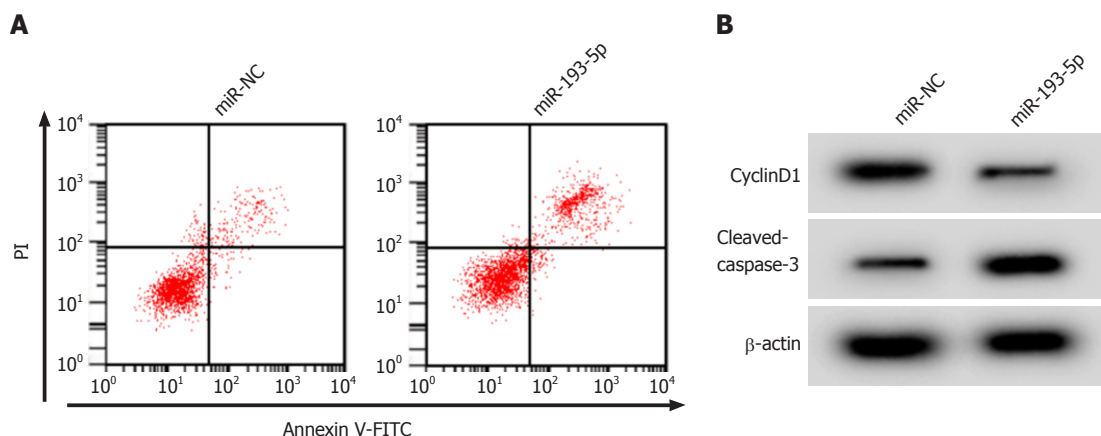 A
miR-NC
miR-193-5p
PI
10⁴
10³
10²
10¹
10⁰
10⁰ 10¹ 10² 10³ 10⁴
10⁴
10³
10²
10¹
10⁰
10⁰ 10¹ 10² 10³ 10⁴
Annexin V-FITC
B
miR-NC
miR-193-5p
CyclinD1
Cleaved-
caspase-3
β-actin